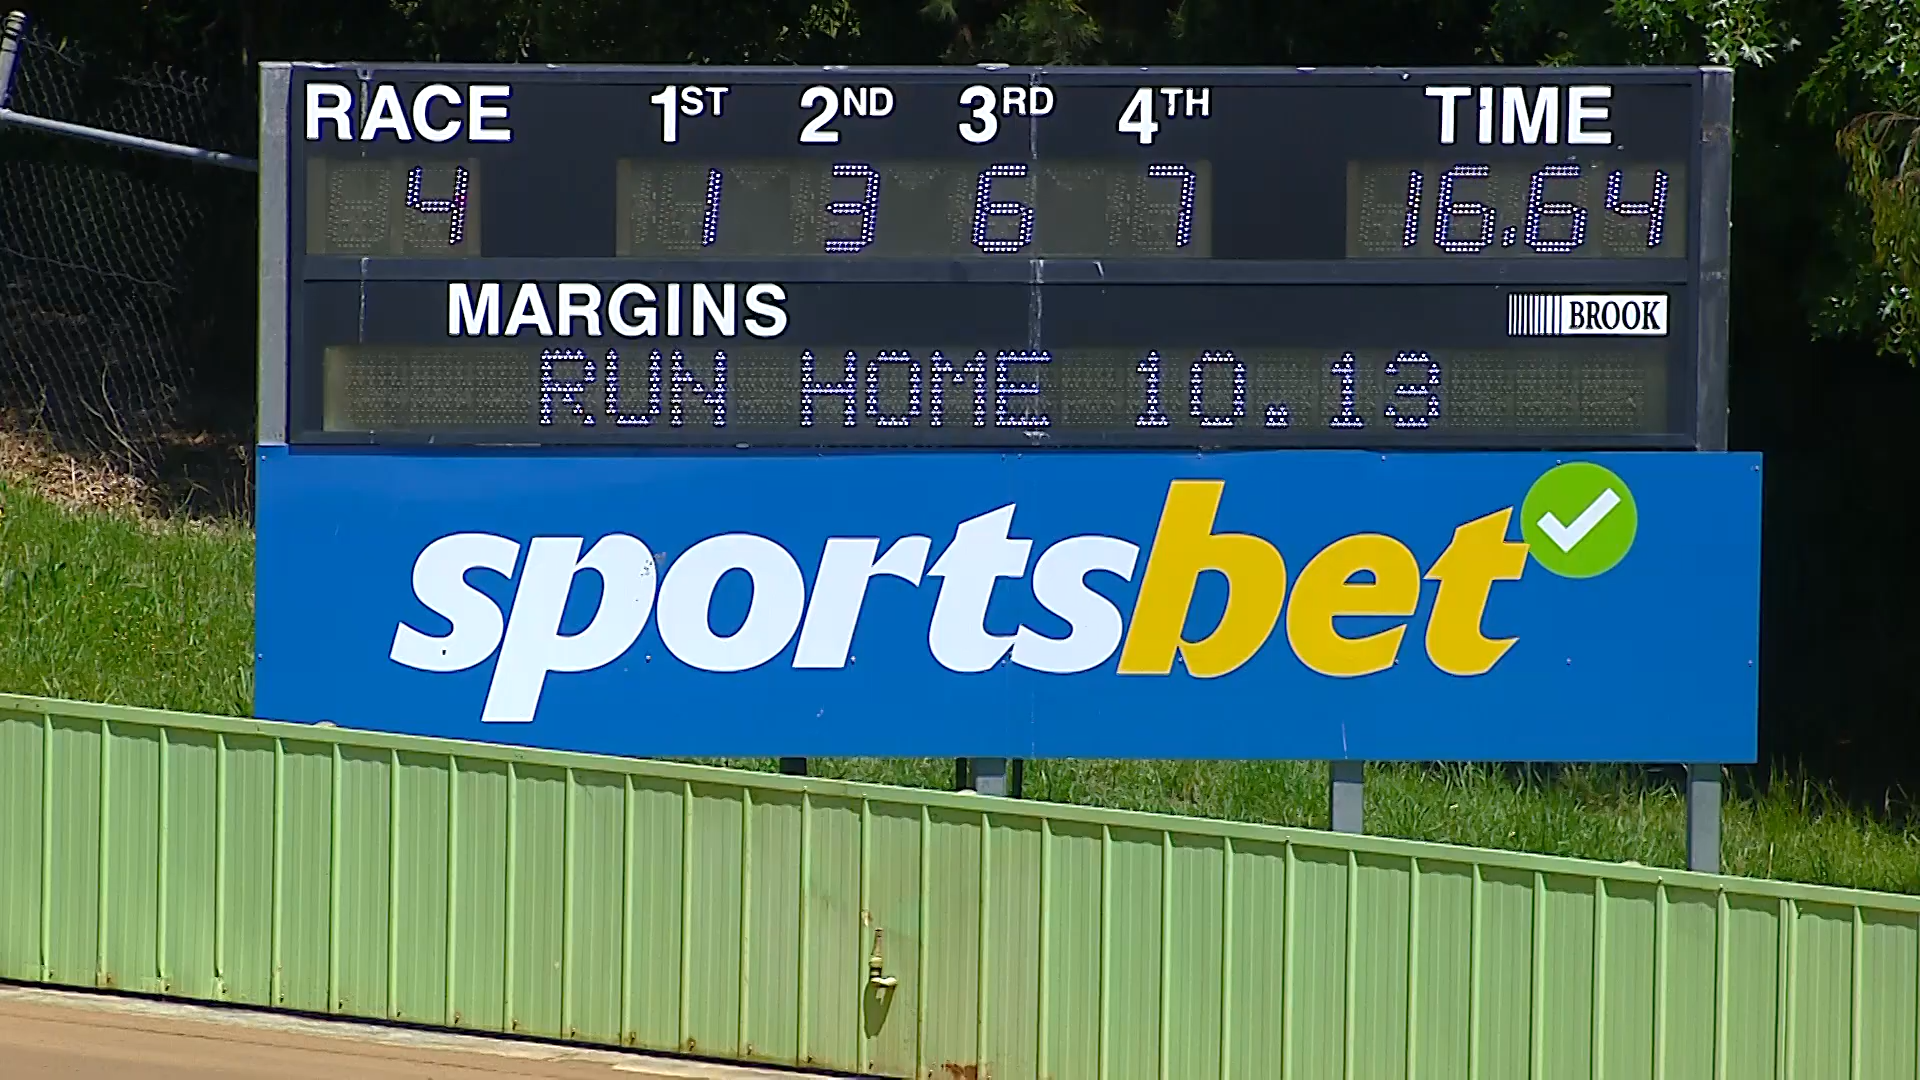 RACE 1ST 2ND 3RD 4TH TIME
4 1 3 6 7 16.64
MARGINS BROOK
RUN HOME 10.13
sportsbet